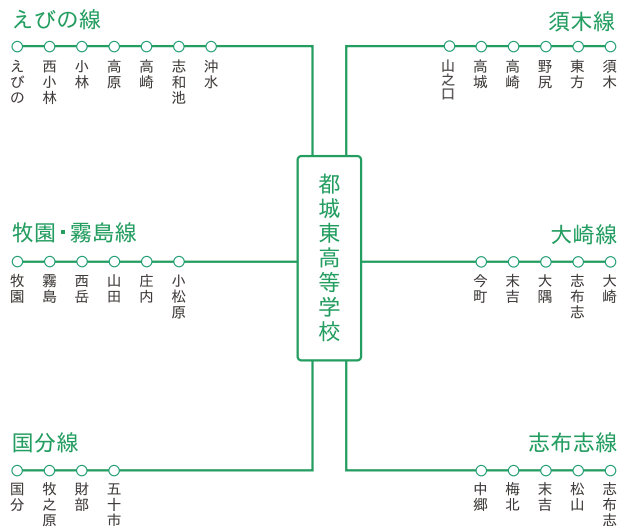 えびの線
えびの
西小林
小林
高原
高崎
志和池
沖水
須木線
山之口
高城
高崎
野尻
東方
須木
都城東高等学校
牧園・霧島線
牧園
霧島
西岳
山田
庄内
小松原
大崎線
今町
末吉
大隅
志布志
大崎
国分線
国分
牧之原
財部
五十市
志布志線
中郷
梅北
末吉
松山
志布志